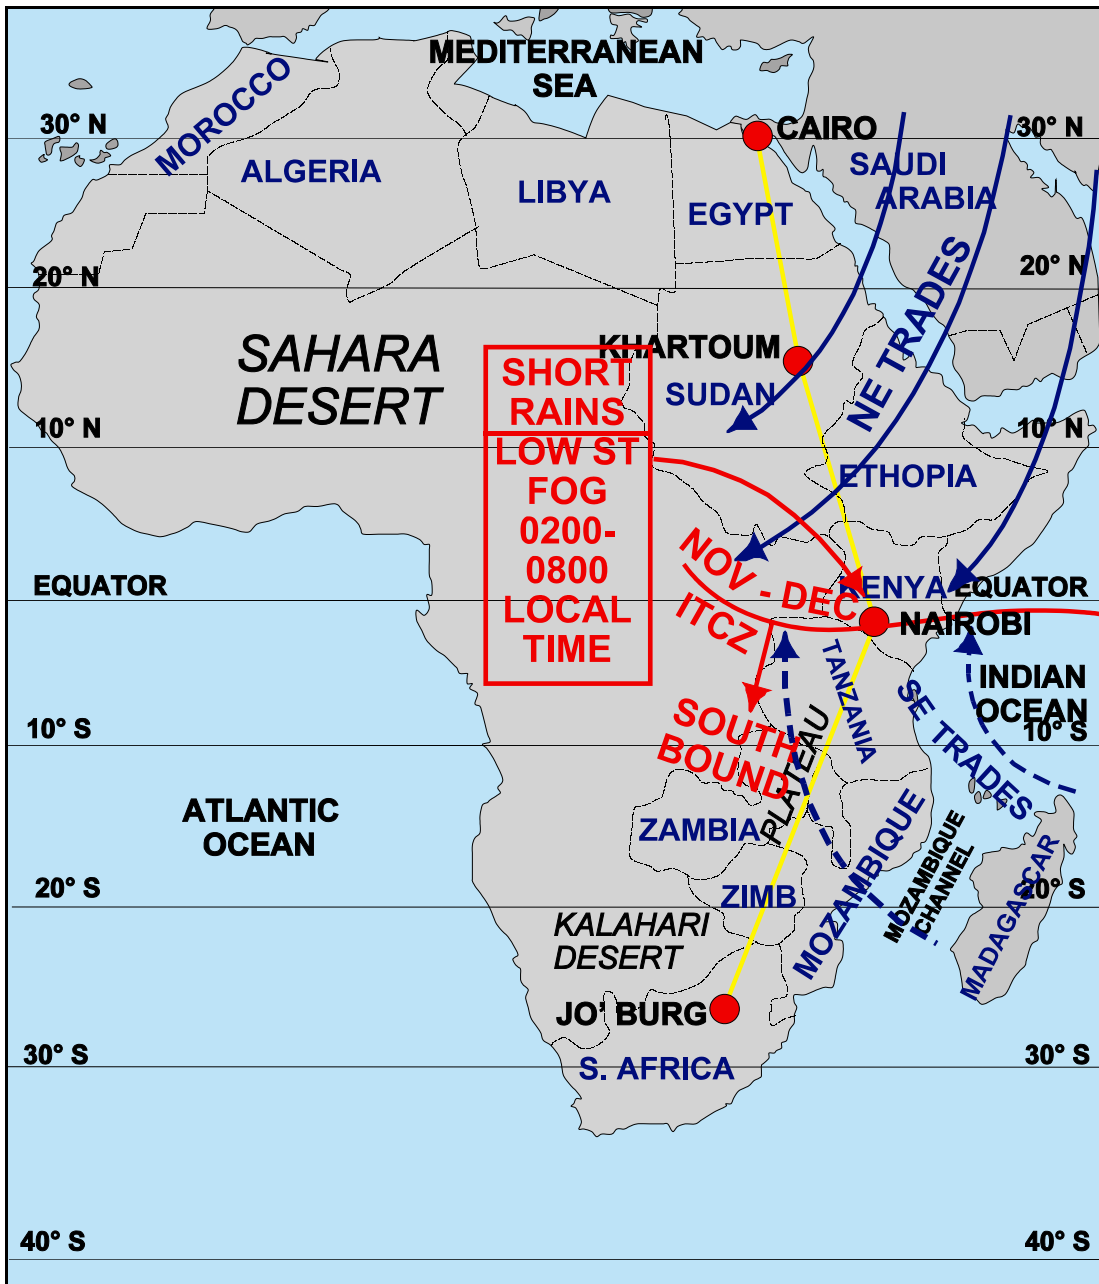 MEDITERRANEAN
SEA
MOROCCO
30° N
CAIRO
30° N
ALGERIA
LIBYA
EGYPT
SAUDI
ARABIA
20° N
20° N
NE TRADES
SAHARA
DESERT
KHARTOUM
SUDAN
SHORT
RAINS
10° N
10° N
LOW ST
FOG
0200-
0800
LOCAL
TIME
ETHOPIA
NOV - DEC
ITCZ
EQUATOR
KENYA
EQUATOR
NAIROBI
TANZANIA
INDIAN
OCEAN
SE TRADES
SOUTH
BOUND
PLATEAU
10° S
10° S
ATLANTIC
OCEAN
ZAMBIA
MOZAMBIQUE
MOZAMBIQUE
CHANNEL
MADAGASCAR
20° S
20° S
ZIMB
KALAHARI
DESERT
JO' BURG
30° S
30° S
S. AFRICA
40° S
40° S